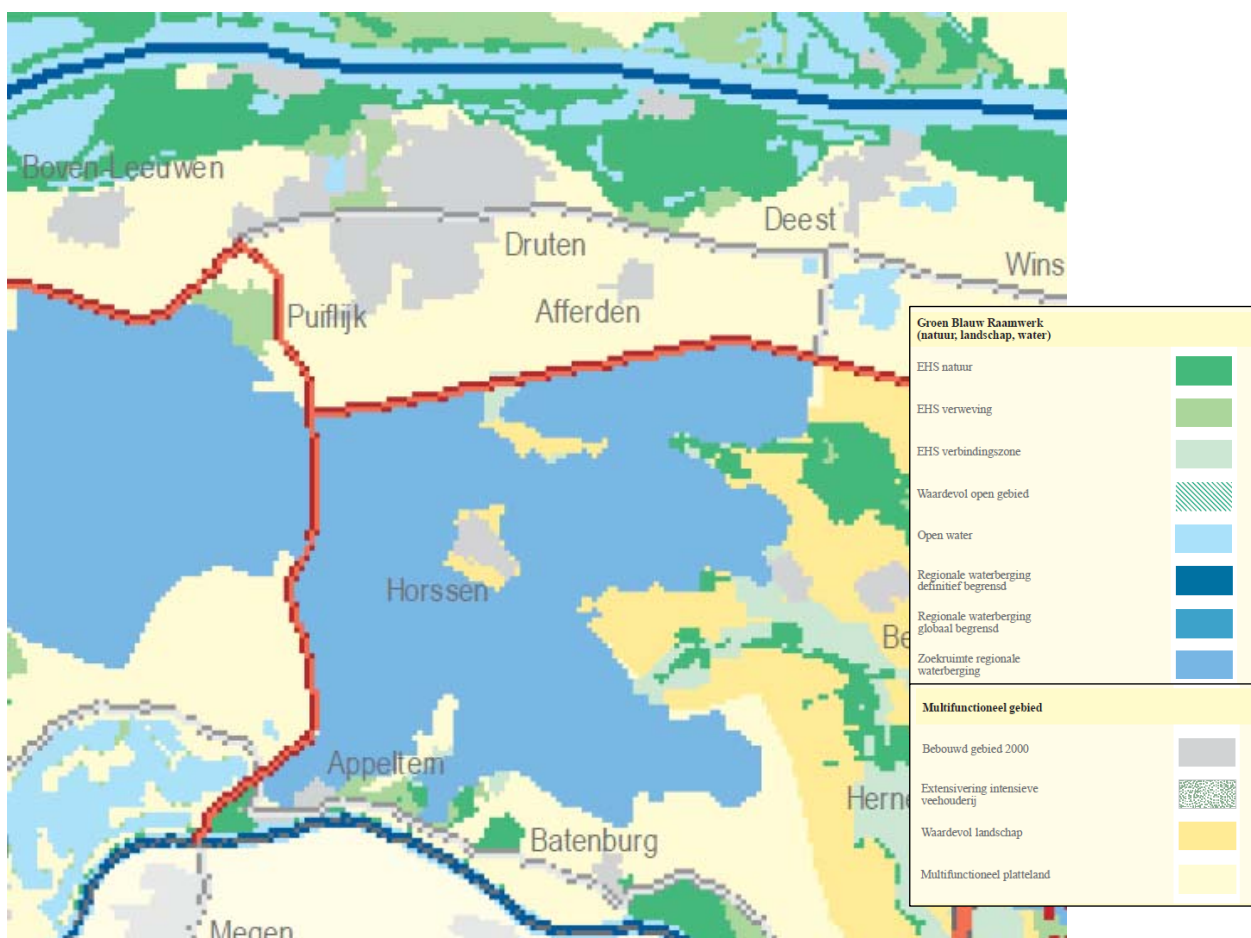 Boven-Leeuwen
Deest
Druten
Wins
Afferden
Puiflijk
Horssen
Be
Appeltern
Herne
Batenburg
Megen
Groen Blauw Raamwerk
(natuur, landschap, water)
EHS natuur
EHS verweving
EHS verbindingszone
Waardevol open gebied
Open water
Regionale waterberging
definitief begrensd
Regionale waterberging
globaal begrensd
Zoekruimte regionale
waterberging
Multifunctioneel gebied
Bebouwd gebied 2000
Extensivering intensieve
veehouderij
Waardevol landschap
Multifunctioneel platteland